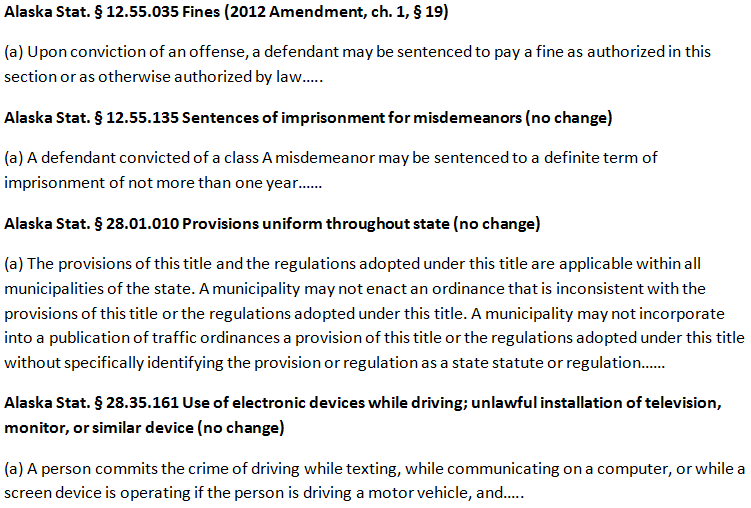 Alaska Stat. § 12.55.035 Fines (2012 Amendment, ch. 1, § 19)
(a) Upon conviction of an offense, a defendant may be sentenced to pay a fine as authorized in this
section or as otherwise authorized by law.....
Alaska Stat. § 12.55.135 Sentences of imprisonment for misdemeanors (no change)
(a) A defendant convicted of a class A misdemeanor may be sentenced to a definite term of
imprisonment of not more than one year......
Alaska Stat. § 28.01.010 Provisions uniform throughout state (no change)
(a) The provisions of this title and the regulations adopted under this title are applicable within all
municipalities of the state. A municipality may not enact an ordinance that is inconsistent with the
provisions of this title or the regulations adopted under this title. A municipality may not incorporate
into a publication of traffic ordinances a provision of this title or the regulations adopted under this title
without specifically identifying the provision or regulation as a state statute or regulation......
Alaska Stat. § 28.35.161 Use of electronic devices while driving; unlawful installation of television,
monitor, or similar device (no change)
(a) A person commits the crime of driving while texting, while communicating on a computer, or while a
screen device is operating if the person is driving a motor vehicle, and.....